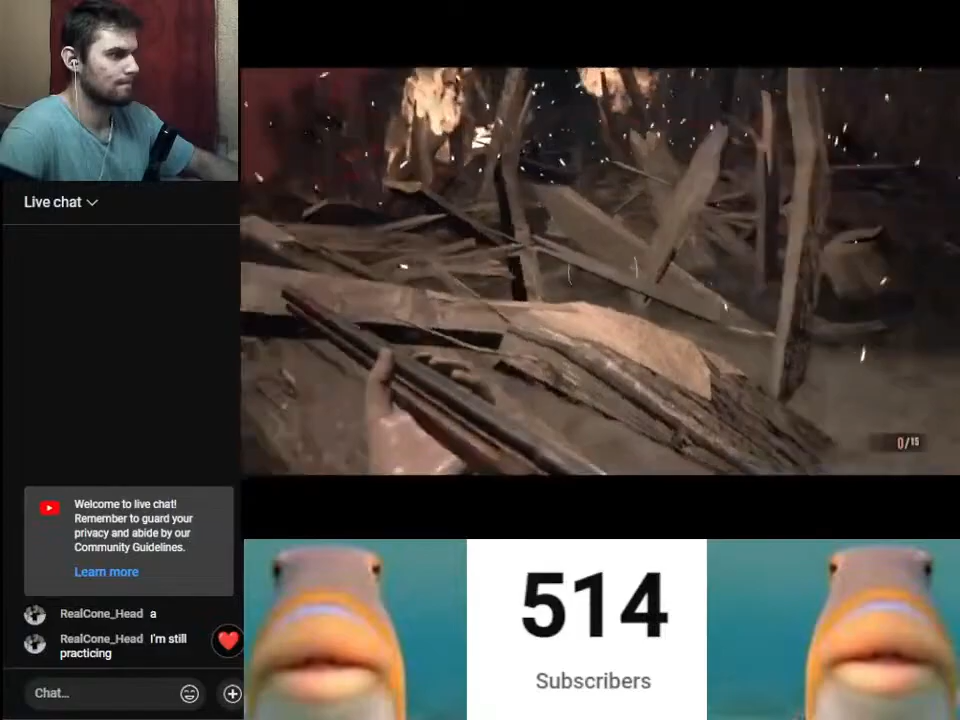 Live chat
Welcome to live chat!
Remember to guard your
privacy and abide by our
Community Guidelines.
Learn more
RealCone_Head a
RealCone_Head I'm still
practicing
Chat...
0/15
514
Subscribers